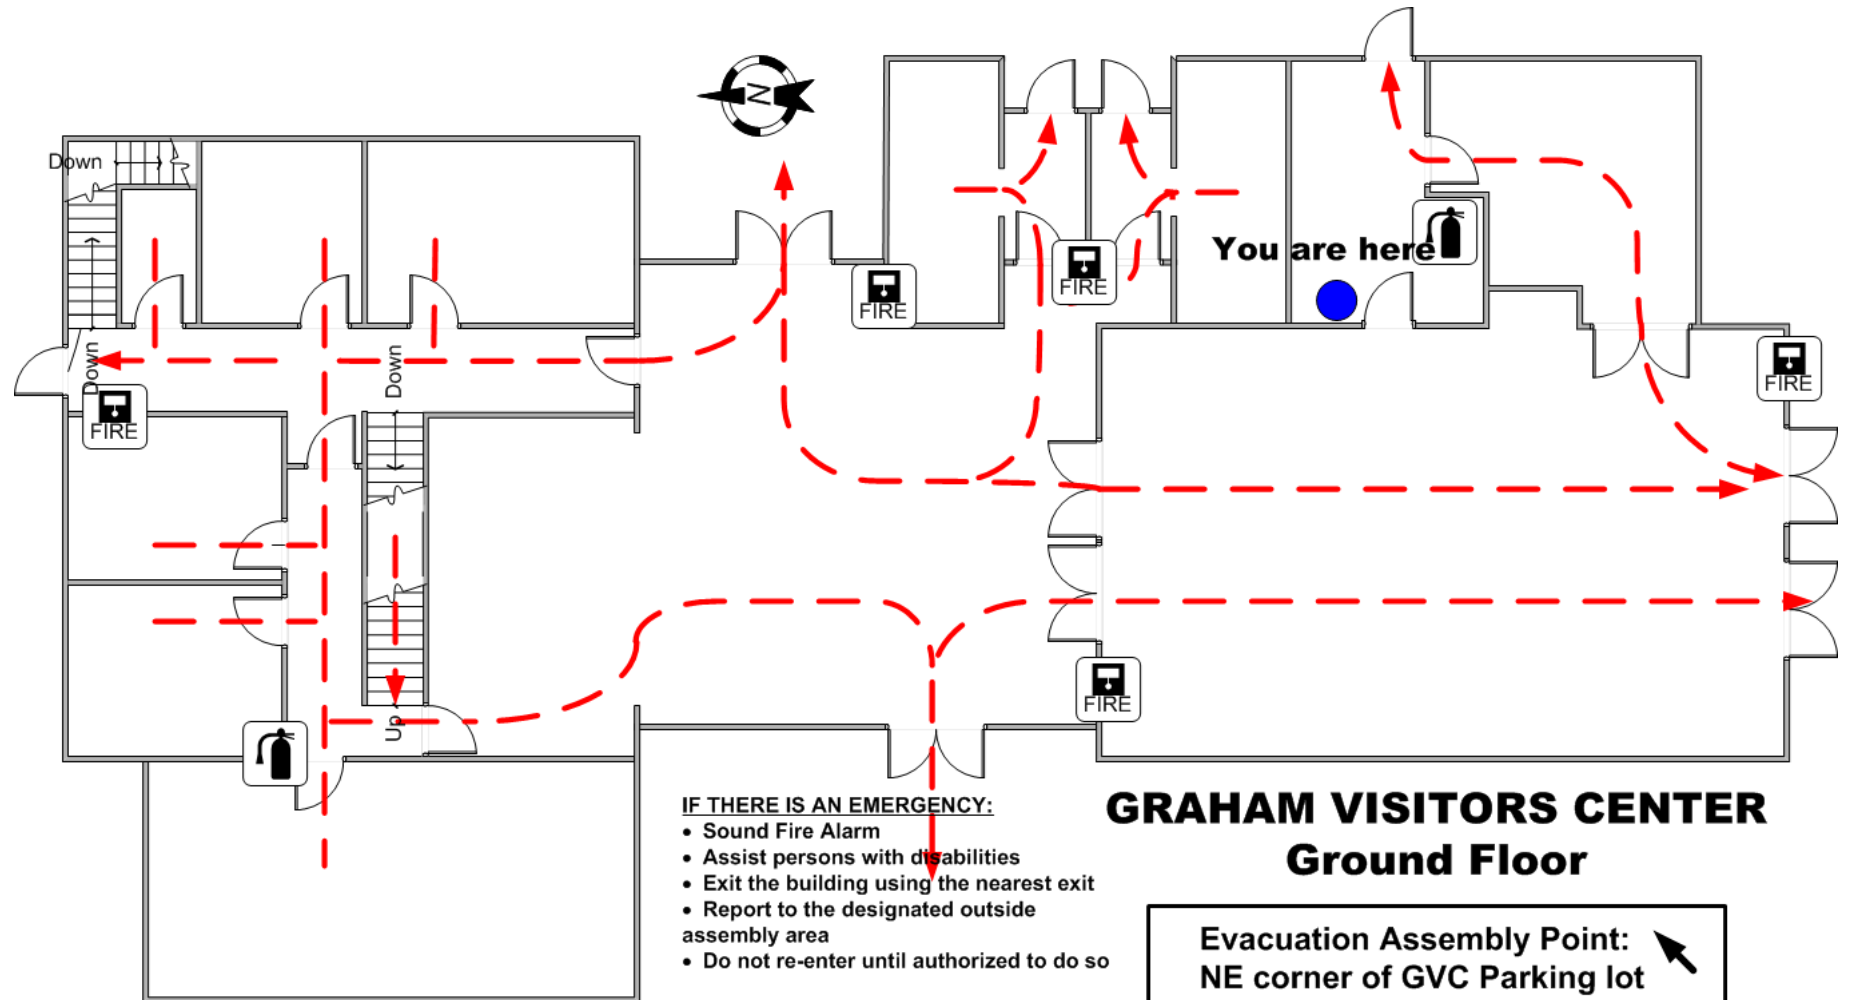 Down
N
You are here
FIRE
FIRE
FIRE
Down
Down
FIRE
FIRE
Up
IF THERE IS AN EMERGENCY:
• Sound Fire Alarm
• Assist persons with disabilities
• Exit the building using the nearest exit
• Report to the designated outside
assembly area
• Do not re-enter until authorized to do so
GRAHAM VISITORS CENTER
Ground Floor
Evacuation Assembly Point:
NE corner of GVC Parking lot